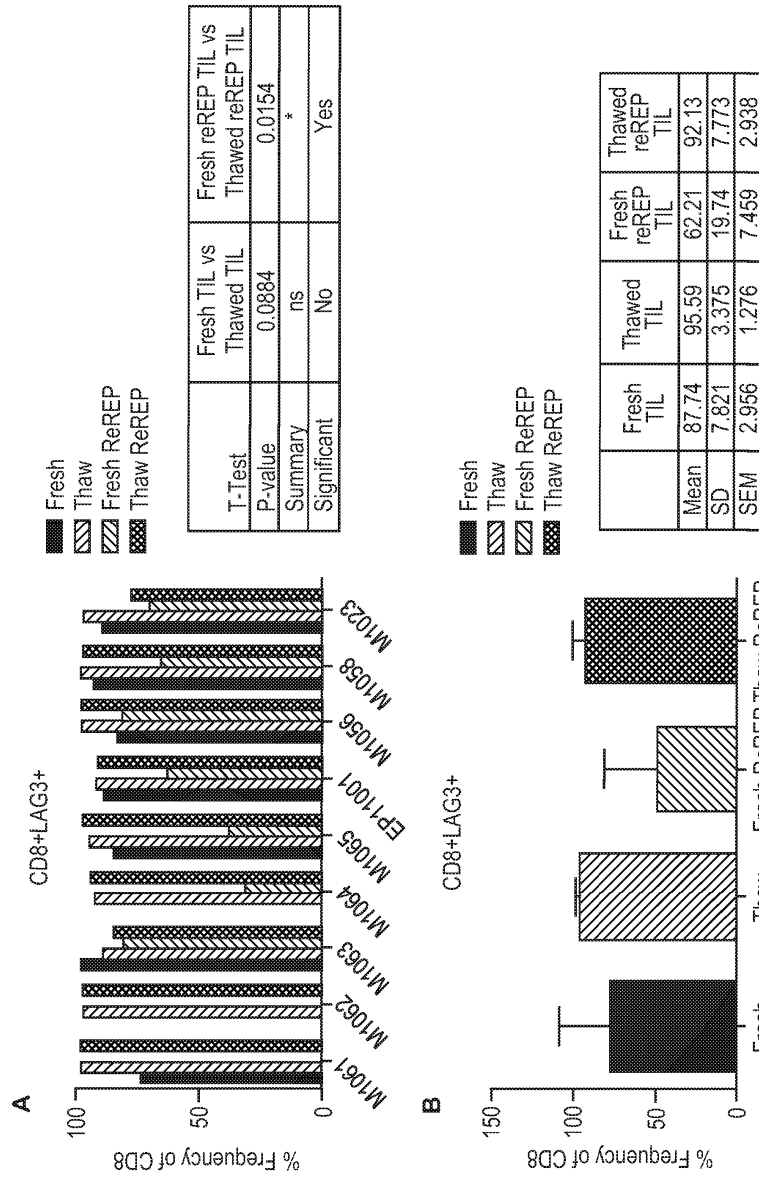 A
CD8+LAG3+
% Frequency of CD8
100
50
0
M1061
M1062
M1063
M1064
M1065
EP11001
M1056
M1058
M1023
Fresh
Thaw
Fresh ReREP
Thaw ReREP
T-Test
Fresh TIL vs
Thawed TIL
Fresh reREP TIL vs
Thawed reREP TIL
P-value 0.0884 0.0154
Summary ns *
Significant No Yes
B
CD8+LAG3+
% Frequency of CD8
150
100
50
0
Fresh Thaw Fresh ReREP Thaw ReREP
Fresh
Thaw
Fresh ReREP
Thaw ReREP
Fresh
TIL
Thawed
TIL
Fresh
reREP
TIL
Thawed
reREP
TIL
Mean 87.74 95.59 62.21 92.13
SD 7.821 3.375 19.74 7.773
SEM 2.956 1.276 7.459 2.938